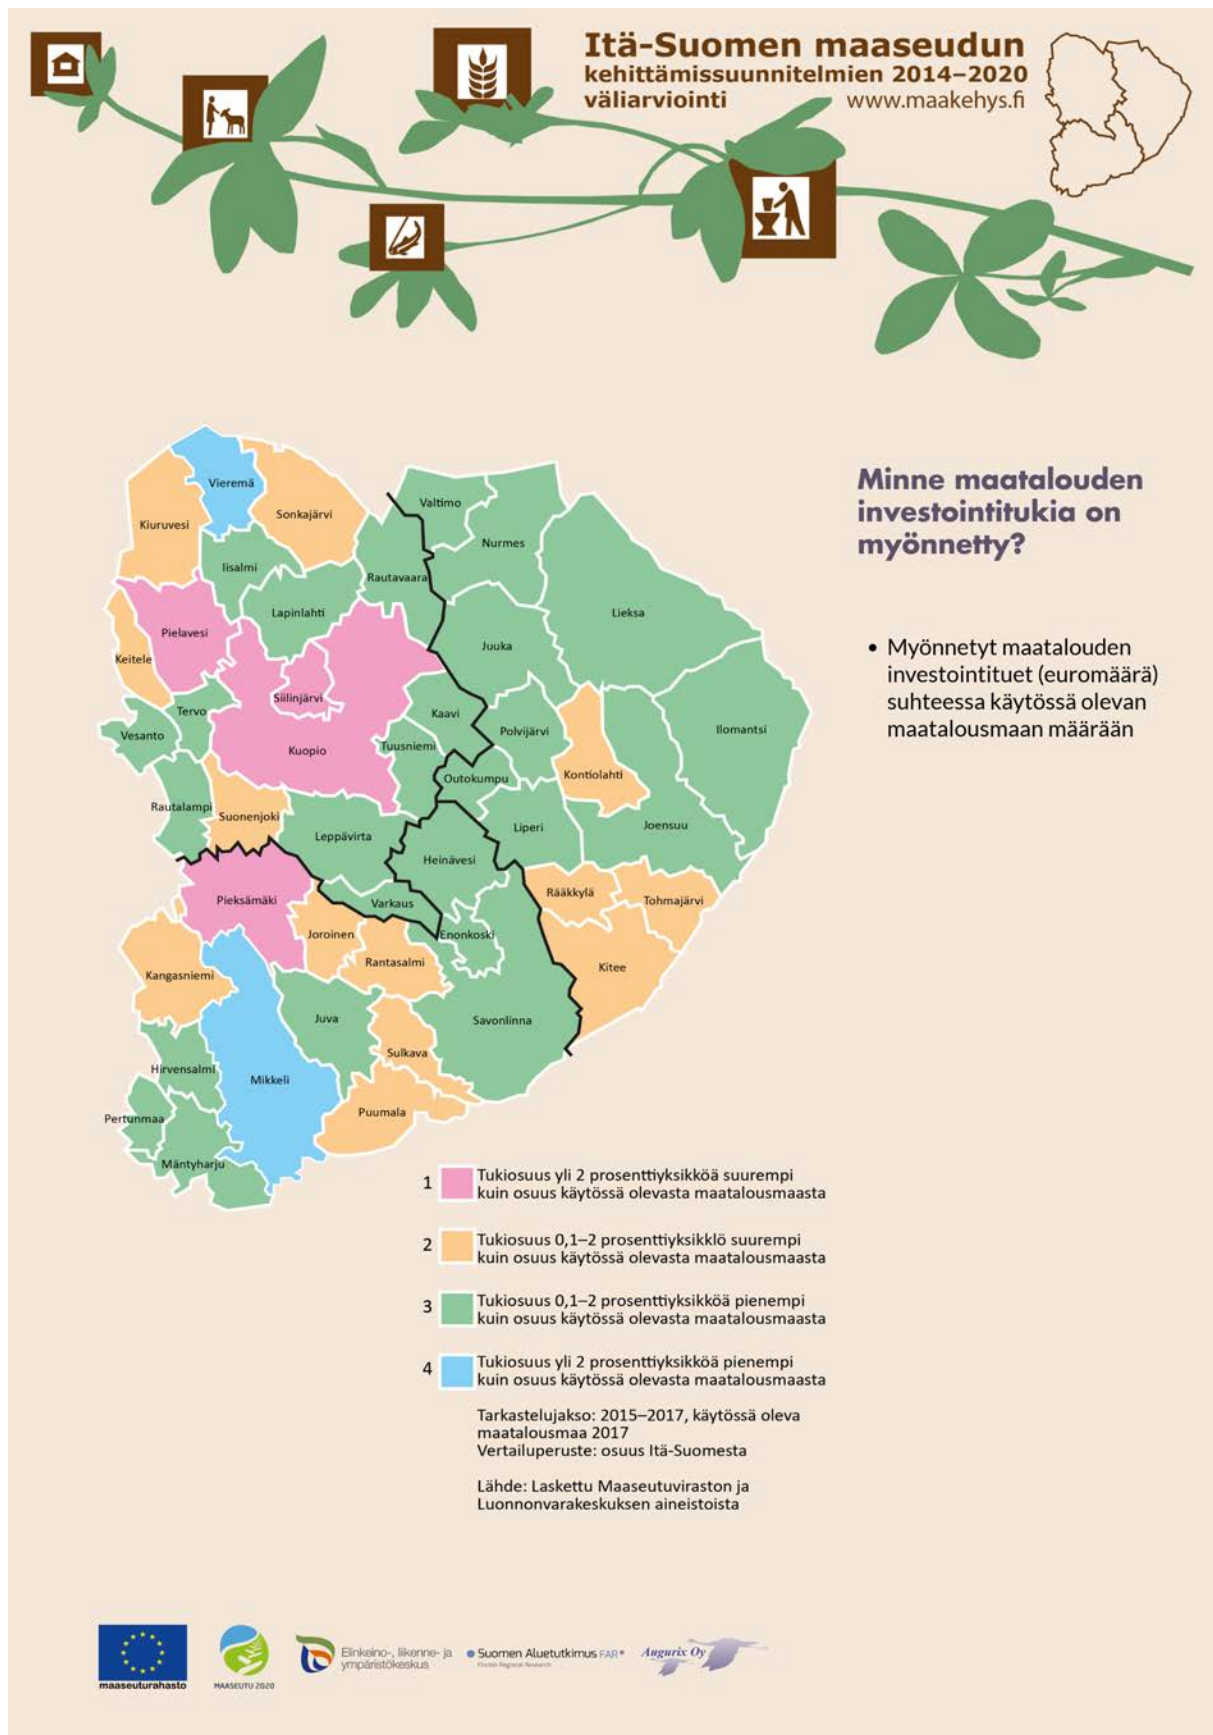 Itä-Suomen maaseudun
kehittämissuunnitelmien 2014–2020
väliarviointi
www.maakehys.fi
Minne maatalouden
investointitukia on
myönnetty?
• Myönnetyt maatalouden
investointituet (euromäärä)
suhteessa käytössä olevan
maatalousmaan määrään
Vieremä
Kiuruvesi
Sonkajärvi
Valtimo
Nurmes
Iisalmi
Rautavaara
Lapinlahti
Lieksa
Pielavesi
Juuka
Keitele
Siilinjärvi
Tervo
Kaavi
Vesanto
Polvijärvi
Ilomantsi
Kuopio
Tuusniemi
Outokumpu
Kontiolahti
Rautalampi
Suonenjoki
Leppävirta
Liperi
Joensuu
Heinävesi
Pieksämäki
Varkaus
Rääkkylä
Tohmajärvi
Joroinen
Enonkoski
Rantasalmi
Kitee
Kangasniemi
Juva
Savonlinna
Sulkava
Hirvensalmi
Mikkeli
Puumala
Pertunmaa
Mäntyharju
1 Tukiosuus yli 2 prosenttiyksikköä suurempi
kuin osuus käytössä olevasta maatalousmaasta
2 Tukiosuus 0,1–2 prosenttiyksikklö suurempi
kuin osuus käytössä olevasta maatalousmaasta
3 Tukiosuus 0,1–2 prosenttiyksikköä pienempi
kuin osuus käytössä olevasta maatalousmaasta
4 Tukiosuus yli 2 prosenttiyksikköä pienempi
kuin osuus käytössä olevasta maatalousmaasta
Tarkastelujakso: 2015–2017, käytössä oleva
maatalousmaa 2017
Vertailuperuste: osuus Itä-Suomesta
Lähde: Laskettu Maaseutuviraston ja
Luonnonvarakeskuksen aineistoista
maaseuturahasto
MAASEUTU 2020
Elinkeino-, liikenne- ja
ympäristökeskus
Suomen Aluetutkimus FAR
Finnish Regional Research
Augurix Oy